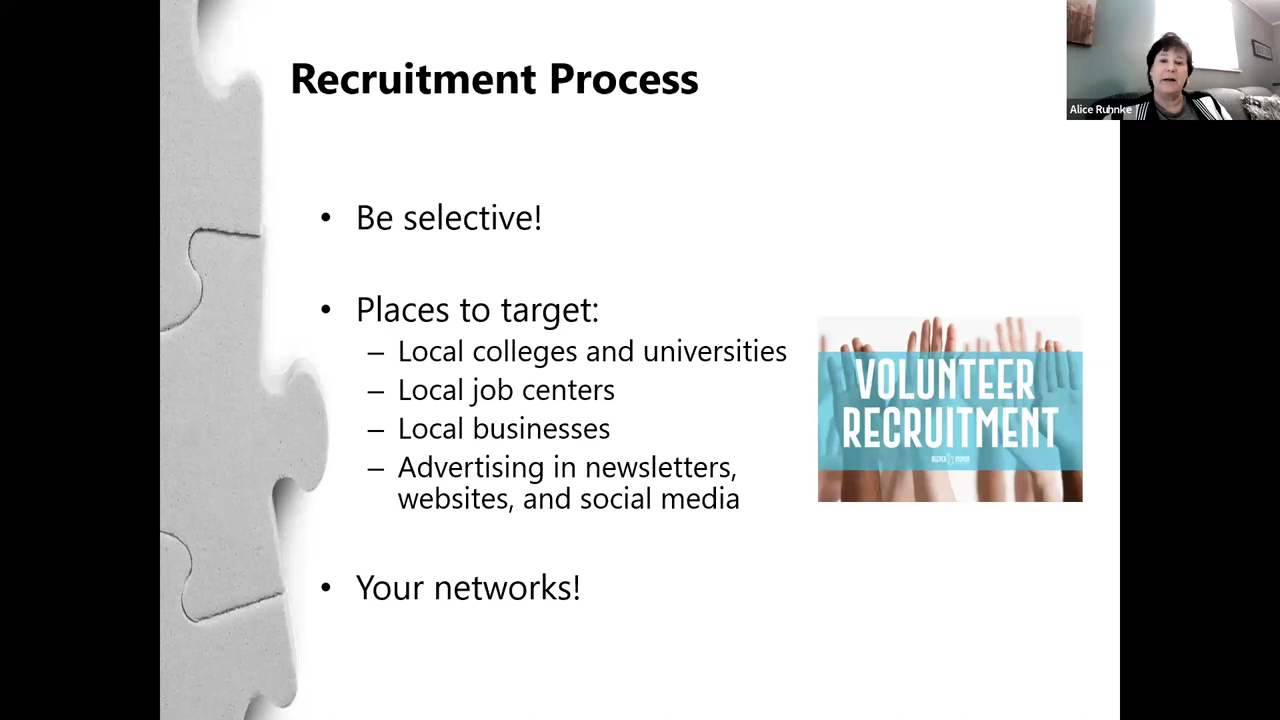 Recruitment Process
Alice Ruhnke
• Be selective!
• Places to target:
– Local colleges and universities
– Local job centers
– Local businesses
– Advertising in newsletters,
websites, and social media
VOLUNTEER
RECRUITMENT
• Your networks!